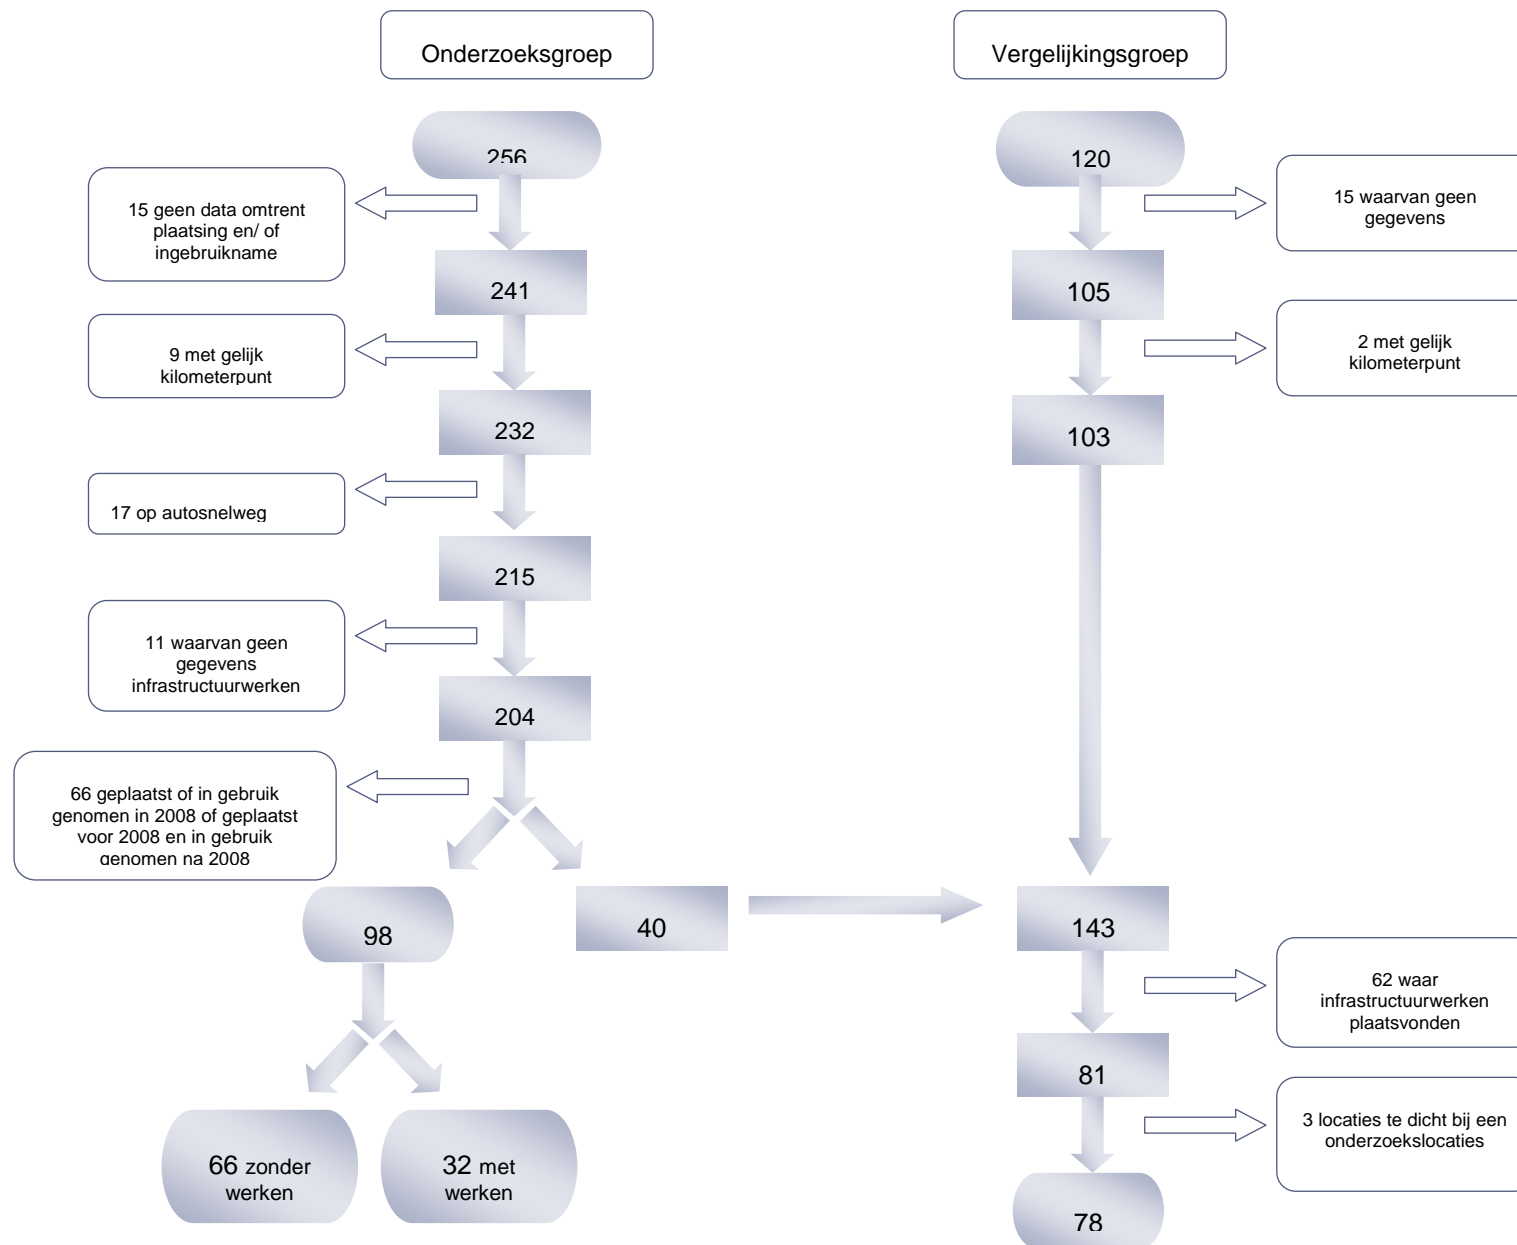 Onderzoeksgroep
Vergelijkingsgroep
256
120
15 geen data omtrent
plaatsing en/ of
ingebruikname
15 waarvan geen
gegevens
241
105
9 met gelijk
kilometerpunt
2 met gelijk
kilometerpunt
232
103
17 op autosnelweg
215
11 waarvan geen
gegevens
infrastructuurwerken
204
66 geplaatst of in gebruik
genomen in 2008 of geplaatst
voor 2008 en in gebruik
genomen na 2008
98
40
143
62 waar
infrastructuurwerken
plaatsvonden
81
3 locaties te dicht bij een
onderzoekslocaties
66 zonder
werken
32 met
werken
78